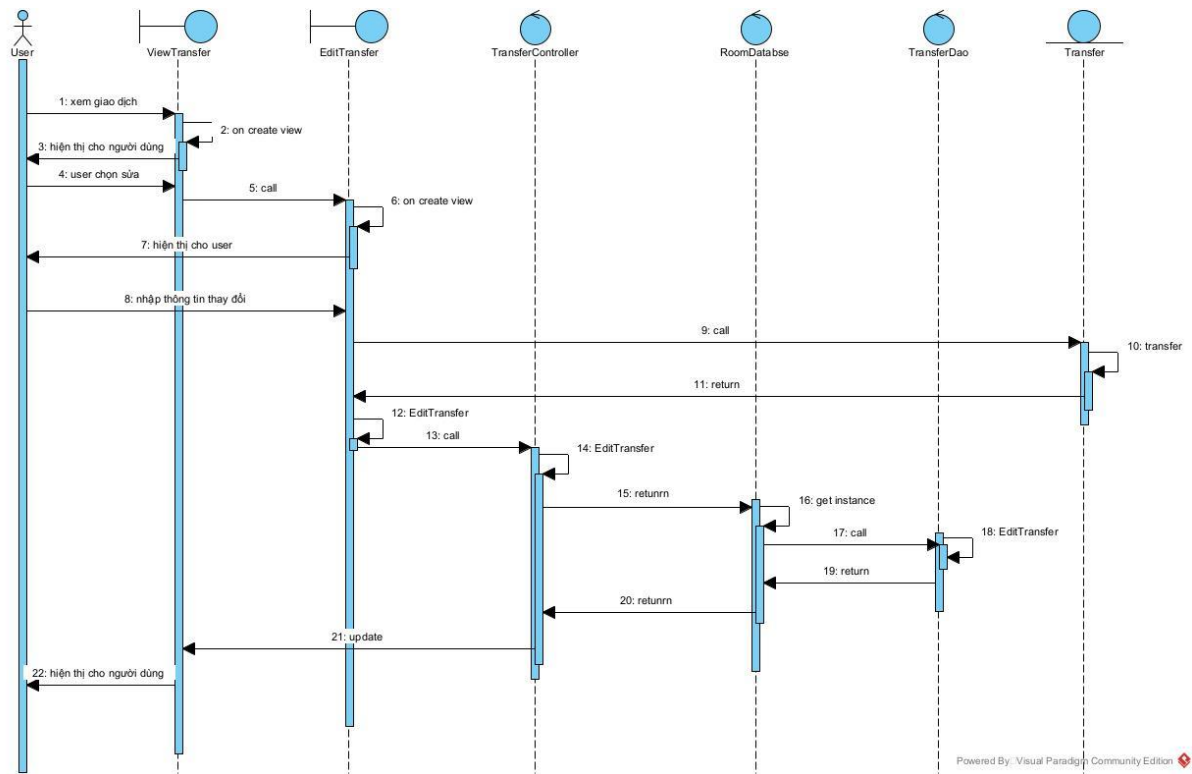 User
ViewTransfer
EditTransfer
TransferController
RoomDatabse
TransferDao
Transfer
1: xem giao dịch
2: on create view
3: hiện thị cho người dùng
4: user chọn sửa
5: call
6: on create view
7: hiện thị cho user
8: nhập thông tin thay đổi
9: call
10: transfer
11: return
12: EditTransfer
13: call
14: EditTransfer
15: retunrn
16: get instance
17: call
18: EditTransfer
19: return
20: retunrn
21: update
22: hiện thị cho người dùng
Powered By: Visual Paradigm Community Edition